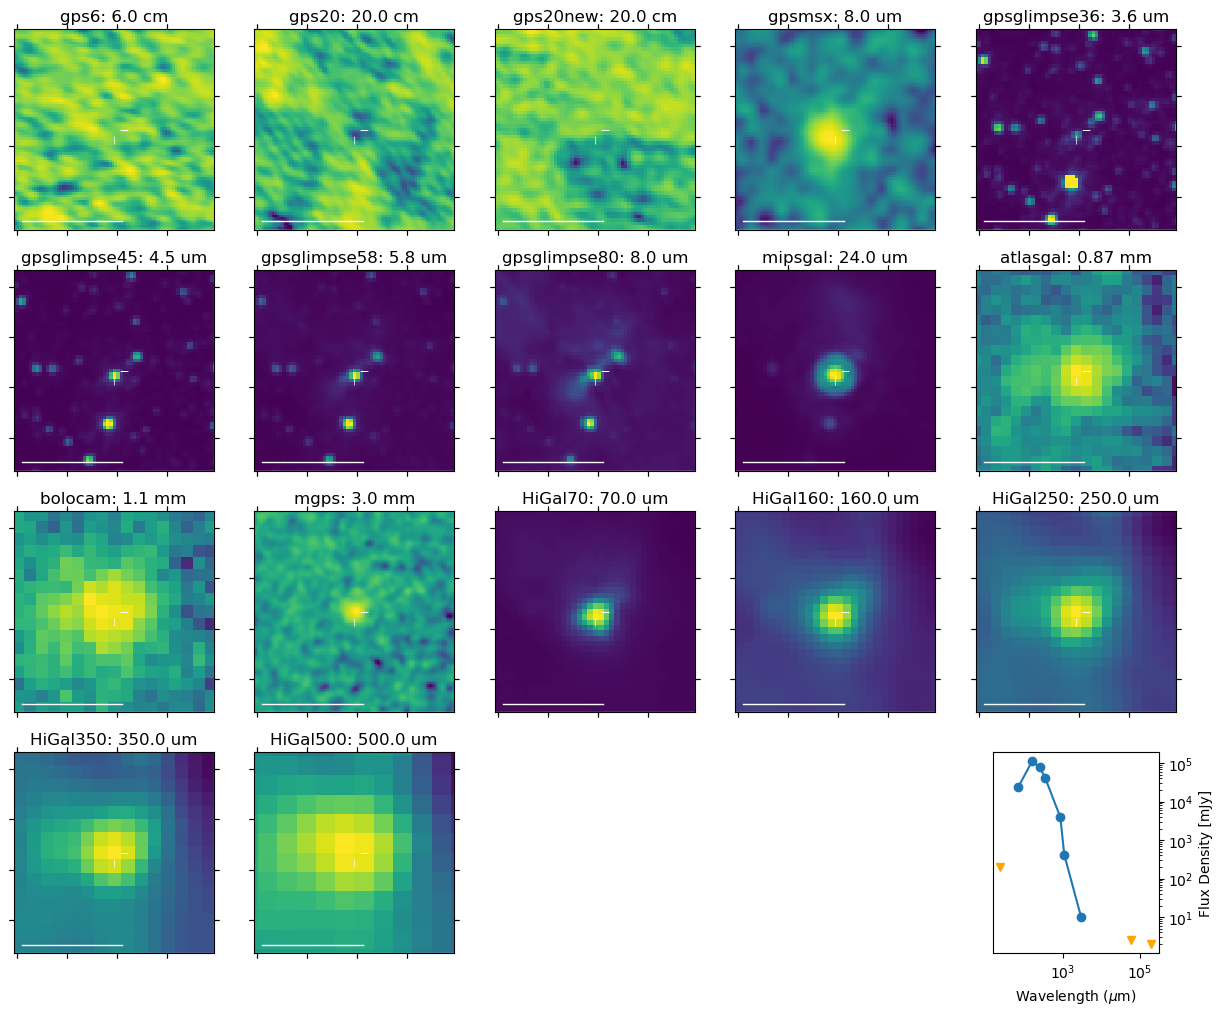 gps6: 6.0 cm
gps20: 20.0 cm
gps20new: 20.0 cm
gpsmsx: 8.0 um
gpsglimpse36: 3.6 um
gpsglimpse45: 4.5 um
gpsglimpse58: 5.8 um
gpsglimpse80: 8.0 um
mipsgal: 24.0 um
atlasgal: 0.87 mm
bolocam: 1.1 mm
mgps: 3.0 mm
HiGal70: 70.0 um
HiGal160: 160.0 um
HiGal250: 250.0 um
HiGal350: 350.0 um
HiGal500: 500.0 um
10⁵
10⁴
10³
10²
10¹
Flux Density [mJy]
10³ 10⁵
Wavelength (μm)